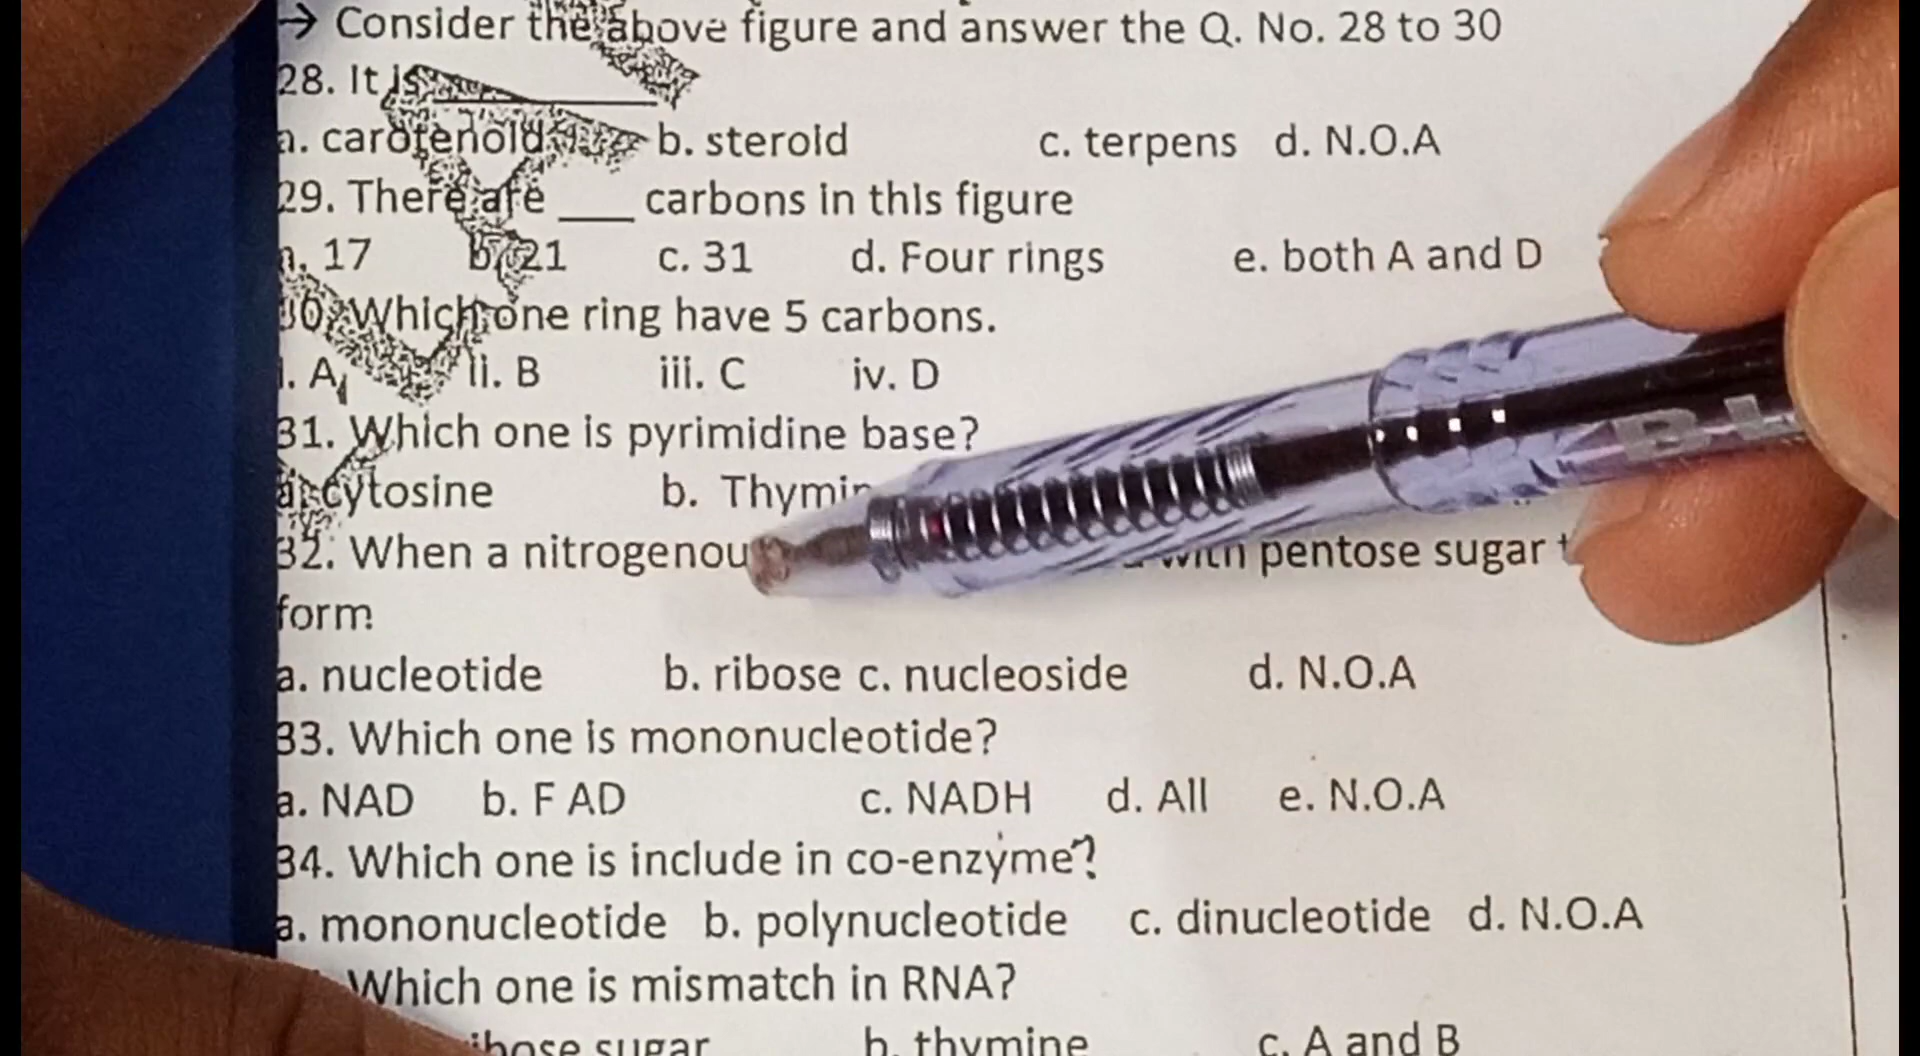 → Consider the above figure and answer the Q. No. 28 to 30
28. It is ________
a. carotenoid b. steroid c. terpens d. N.O.A
29. There are ___ carbons in this figure
a. 17 b. 21 c. 31 d. Four rings e. both A and D
30. Which one ring have 5 carbons.
i. A ii. B iii. C iv. D
31. Which one is pyrimidine base?
a. cytosine b.
32. When a with pentose sugar
form
a. nucleotide b. ribose c. nucleoside d. N.O.A
33. Which one is mononucleotide?
a. NAD b. F AD c. NADH d. All e. N.O.A
34. Which one is include in co-enzyme?
a. mononucleotide b. polynucleotide c. dinucleotide d. N.O.A
Which one is mismatch in RNA?
sugar b. thymine c. A and B